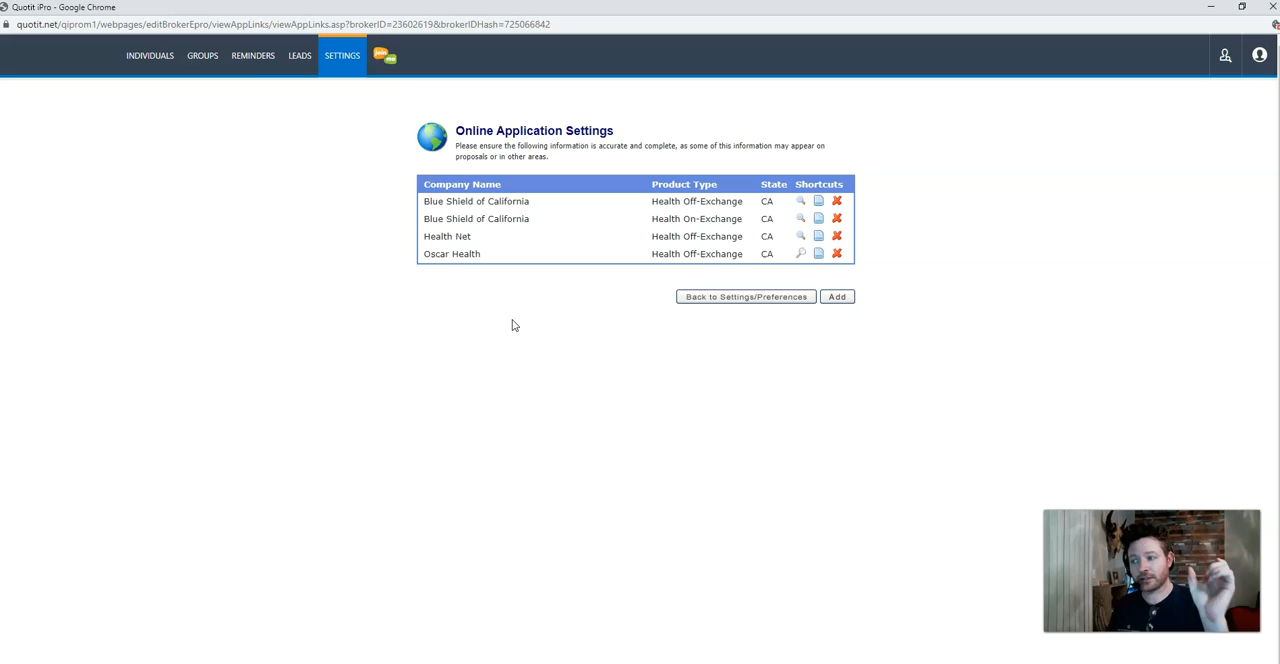 Quotit iPro - Google Chrome
quotit.net/qiprom1/webpages/editBrokerEpro/viewAppLinks/viewAppLinks.asp?brokerID=23602619&brokerIDHash=725066842
INDIVIDUALS GROUPS REMINDERS LEADS SETTINGS join me
Online Application Settings
Please ensure the following information is accurate and complete, as some of this information may appear on
proposals or in other areas.
Company Name Product Type State Shortcuts
Blue Shield of California Health Off-Exchange CA
Blue Shield of California Health On-Exchange CA
Health Net Health Off-Exchange CA
Oscar Health Health Off-Exchange CA
Back to Settings/Preferences Add